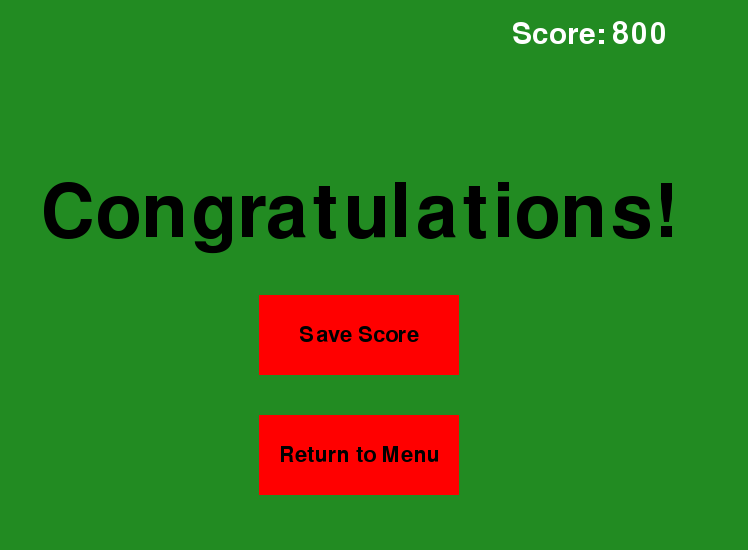 Score: 800
Congratulations!
Save Score
Return to Menu